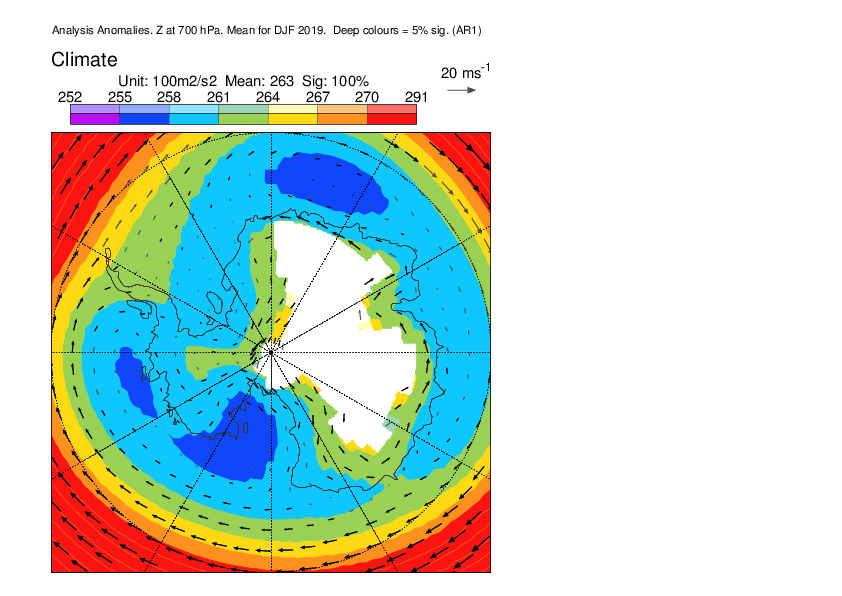 Analysis Anomalies. Z at 700 hPa. Mean for DJF 2019. Deep colours = 5% sig. (AR1)
Climate
20 ms-1
Unit: 100m2/s2 Mean: 263 Sig: 100%
252 255 258 261 264 267 270 291